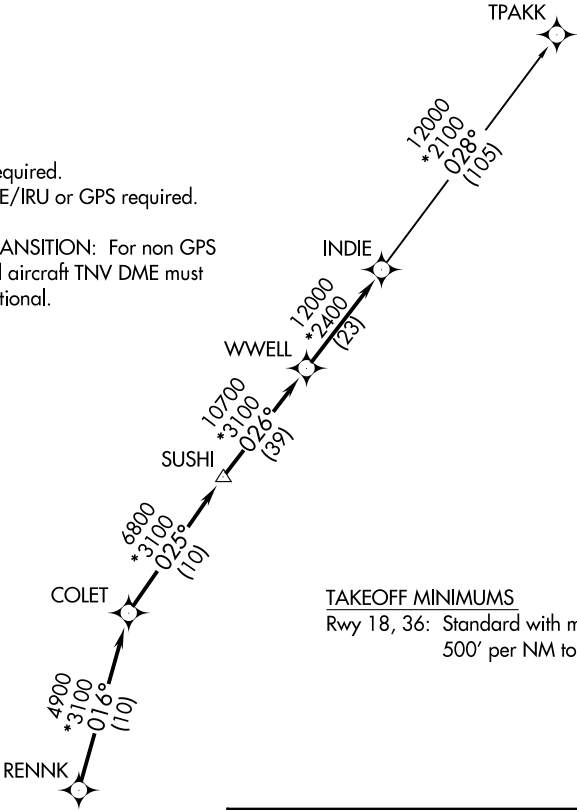 TPAKK
12000
*2100
028°
(105)
equired.
E/IRU or GPS required.
ANSITION: For non GPS
d aircraft TNV DME must
tional.
INDIE
12000
*2400
(23)
WWELL
10700
*3100
026°
(39)
SUSHI
6800
*3100
025°
(10)
COLET
TAKEOFF MINIMUMS
Rwy 18, 36: Standard with m
500' per NM to
4900
*3100
016°
(10)
RENNK